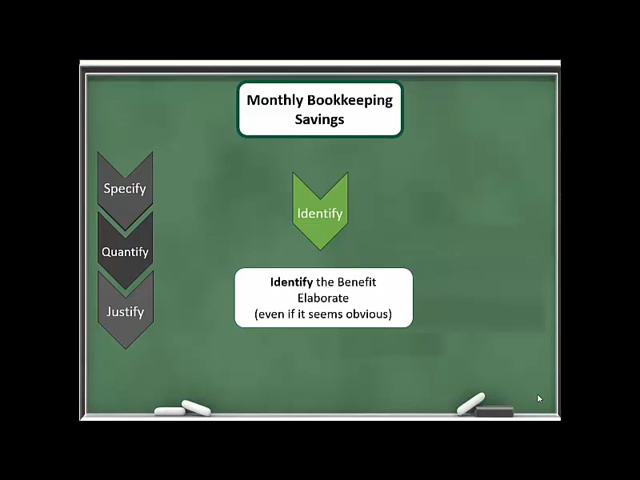 Monthly Bookkeeping
Savings
Specify
Quantify
Justify
Identify
Identify the Benefit
Elaborate
(even if it seems obvious)